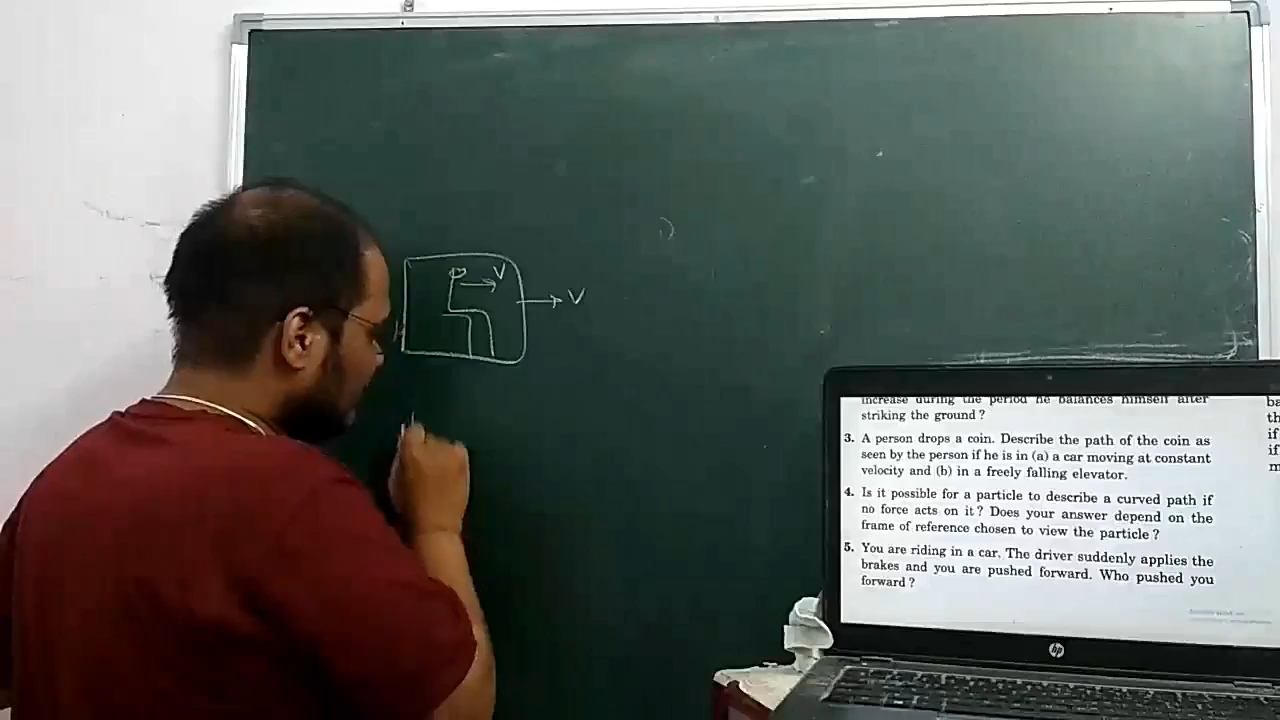 V
V
increase during the period he balances himself after
striking the ground ?
3. A person drops a coin. Describe the path of the coin as
seen by the person if he is in (a) a car moving at constant
velocity and (b) in a freely falling elevator.
4. Is it possible for a particle to describe a curved path if
no force acts on it ? Does your answer depend on the
frame of reference chosen to view the particle ?
5. You are riding in a car. The driver suddenly applies the
brakes and you are pushed forward. Who pushed you
forward ?
ba
th
if
if
m
hp